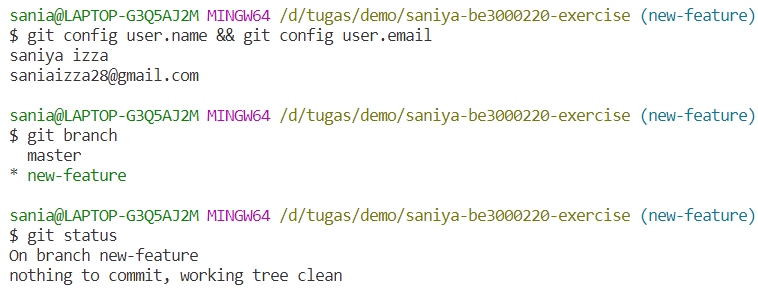 sania@LAPTOP-G3Q5AJ2M MINGW64 /d/tugas/demo/saniya-be3000220-exercise (new-feature)
$ git config user.name && git config user.email
saniya izza
saniaizza28@gmail.com
sania@LAPTOP-G3Q5AJ2M MINGW64 /d/tugas/demo/saniya-be3000220-exercise (new-feature)
$ git branch
  master
* new-feature
sania@LAPTOP-G3Q5AJ2M MINGW64 /d/tugas/demo/saniya-be3000220-exercise (new-feature)
$ git status
On branch new-feature
nothing to commit, working tree clean